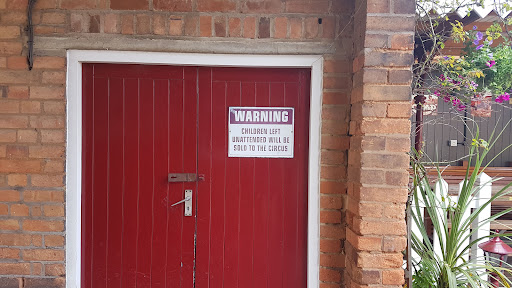 WARNING
CHILDREN LEFT
UNATTENDED WILL BE
SOLD TO THE CIRCUS